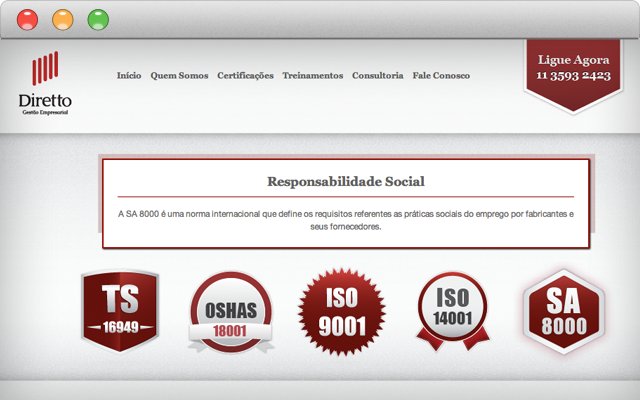 Diretto
Gestão Empresarial
Início Quem Somos Certificações Treinamentos Consultoria Fale Conosco
Ligue Agora
11 3593 2423
Responsabilidade Social
A SA 8000 é uma norma internacional que define os requisitos referentes as práticas sociais do emprego por fabricantes e
seus fornecedores.
TS
16949
OSHAS
18001
ISO
9001
ISO
14001
SA
8000